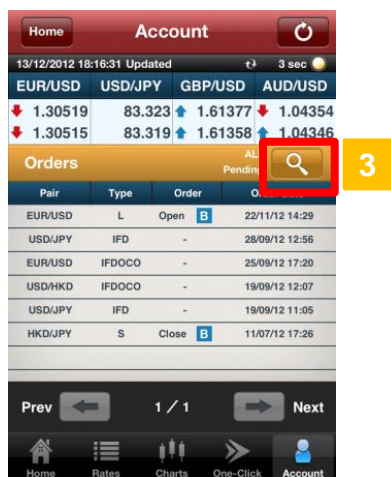 Home Account
13/12/2012 18:16:31 Updated 3 sec
EUR/USD USD/JPY GBP/USD AUD/USD
1.30519 83.323 1.61377 1.04354
1.30515 83.319 1.61358 1.04346
Orders
Pending
3
Pair Type Order
EUR/USD L Open B 22/11/12 14:29
USD/JPY IFD - 28/09/12 12:56
EUR/USD IFDOCO - 25/09/12 17:20
USD/HKD IFDOCO - 19/09/12 12:07
USD/JPY IFD - 19/09/12 11:05
HKD/JPY S Close B 11/07/12 17:26
Prev 1 / 1 Next
Home Rates Charts One-Click Account